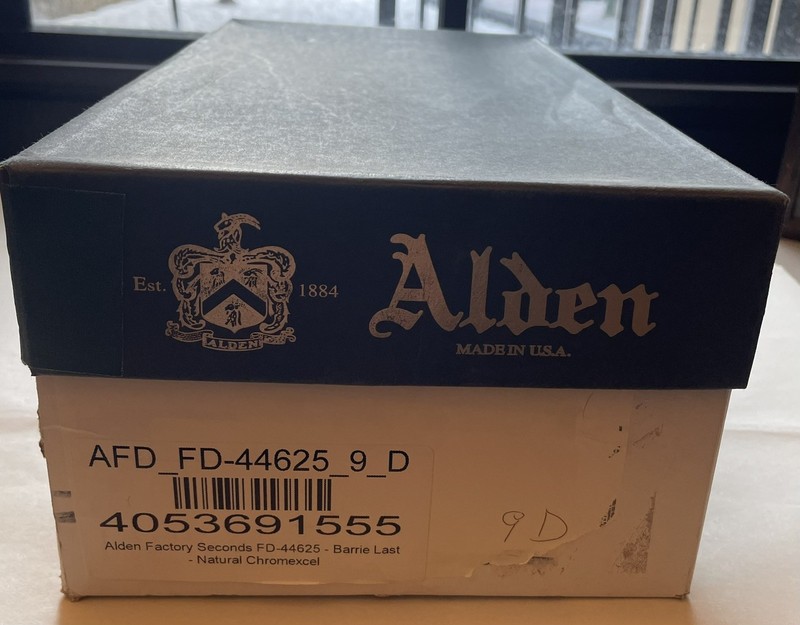 Est.
1884
ALDEN
Alden
MADE IN U.S.A.
AFD_FD-44625_9_D
4053691555
Alden Factory Seconds FD-44625 - Barrie Last
- Natural Chromexcel
9D